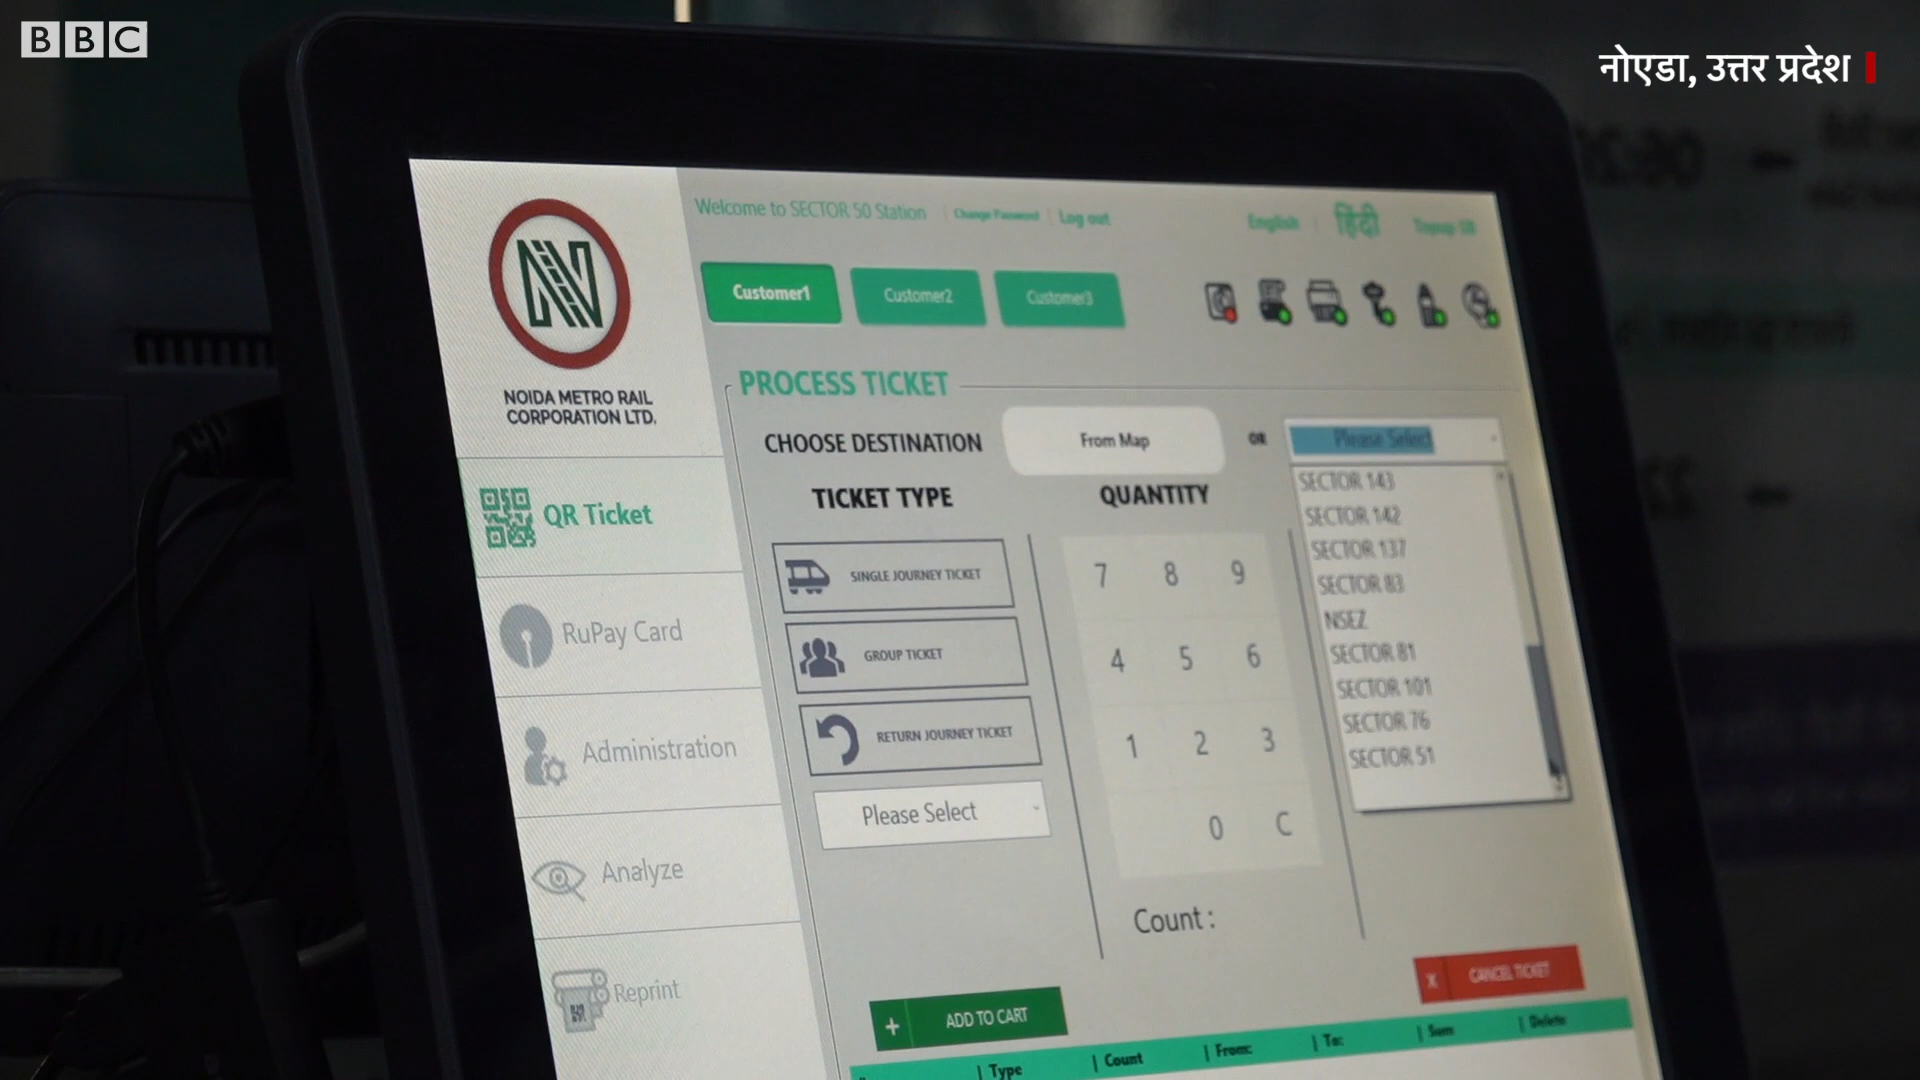 BBC
नोएडा, उत्तर प्रदेश
Welcome to SECTOR 50 Station | Change Password | Log out
English | हिंदी
Customer1 Customer2 Customer3
NOIDA METRO RAIL
CORPORATION LTD.
PROCESS TICKET
CHOOSE DESTINATION From Map OR Please Select
TICKET TYPE QUANTITY
SECTOR 143
SECTOR 142
SECTOR 137
SECTOR 83
NSEZ
SECTOR 81
SECTOR 101
SECTOR 76
SECTOR 51
QR Ticket
RuPay Card
Administration
Analyze
Reprint
SINGLE JOURNEY TICKET
GROUP TICKET
RETURN JOURNEY TICKET
Please Select
7 8 9
4 5 6
1 2 3
0 C
Count :
+ ADD TO CART
X CANCEL TICKET
| Type | Count | From: | To: | Sum | Delete